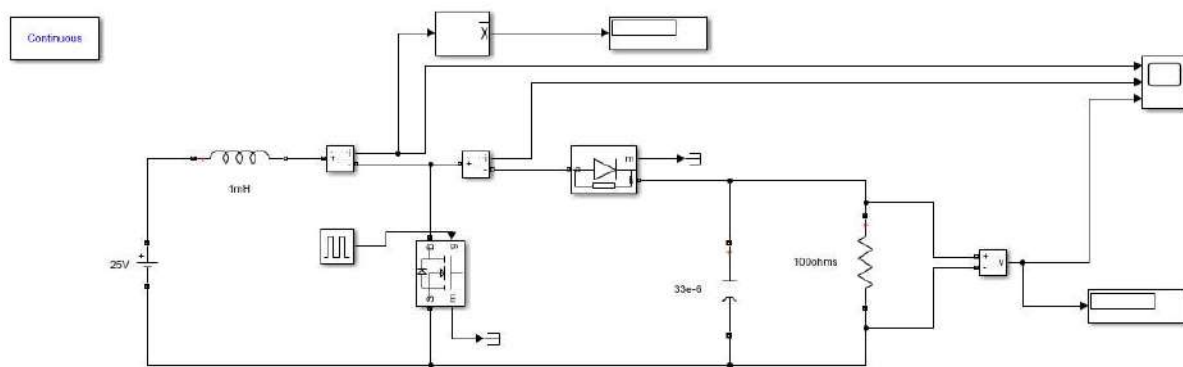 Continuous
X
1mH
+
i
-
+
i
-
a
m
k
25V
+
g
D
S
m
33e-6
100ohms
+
-
v